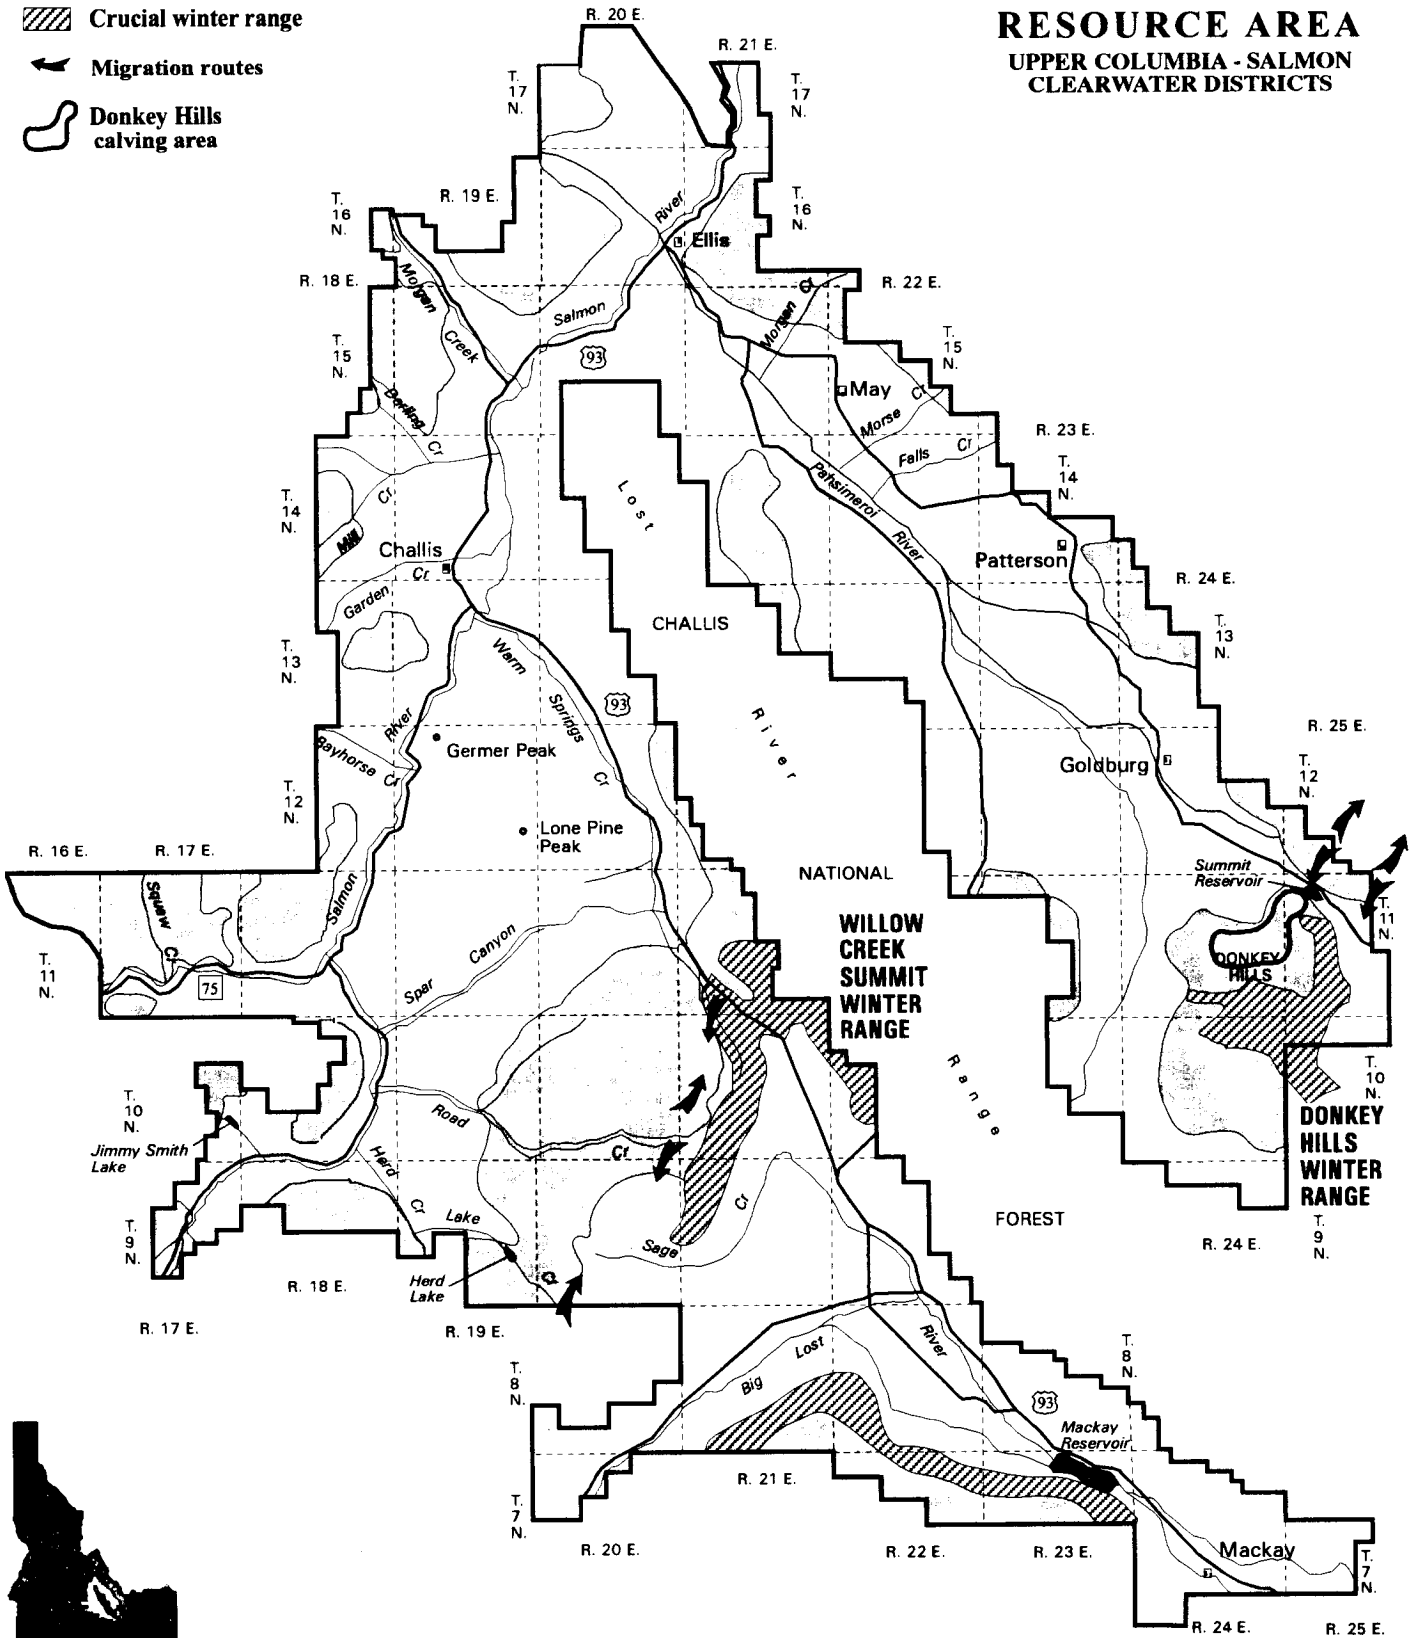 Crucial winter range
Migration routes
Donkey Hills
calving area
RESOURCE AREA
UPPER COLUMBIA - SALMON
CLEARWATER DISTRICTS
R. 20 E.
R. 21 E.
T.
17
N.
T.
17
N.
R. 19 E.
T.
16
N.
T.
16
N.
River
Ellis
R. 18 E.
Morgan
Creek
Salmon
93
Morgan Cr
R. 22 E.
T.
15
N.
T.
15
N.
May
Darling
Cr
Morse Cr
Falls Cr
R. 23 E.
T.
14
N.
T.
14
N.
Cr
Mill
Lost
Pahsimeroi
River
Challis
Cr
Garden
Patterson
R. 24 E.
CHALLIS
T.
13
N.
T.
13
N.
Warm
Springs
Cr
93
River
River
Bayhorse Cr
Germer Peak
Goldburg
R. 25 E.
T.
12
N.
T.
12
N.
Lone Pine
Peak
R. 16 E.
R. 17 E.
NATIONAL
Summit
Reservoir
Squaw
Cr
Salmon
WILLOW
CREEK
SUMMIT
WINTER
RANGE
T.
11
N.
T.
11
N.
DONKEY
HILLS
75
Spar Canyon
Range
T.
10
N.
T.
10
N.
Road
Cr
Jimmy Smith
Lake
Herd
Cr
DONKEY
HILLS
WINTER
RANGE
Lake
Cr
Sage
Cr
FOREST
T.
9
N.
T.
9
N.
R. 24 E.
Herd
Lake
R. 18 E.
R. 17 E.
R. 19 E.
River
Lost
Big
T.
8
N.
T.
8
N.
93
Mackay
Reservoir
R. 21 E.
T.
7
N.
R. 20 E.
R. 22 E.
R. 23 E.
Mackay
T.
7
N.
R. 24 E.
R. 25 E.